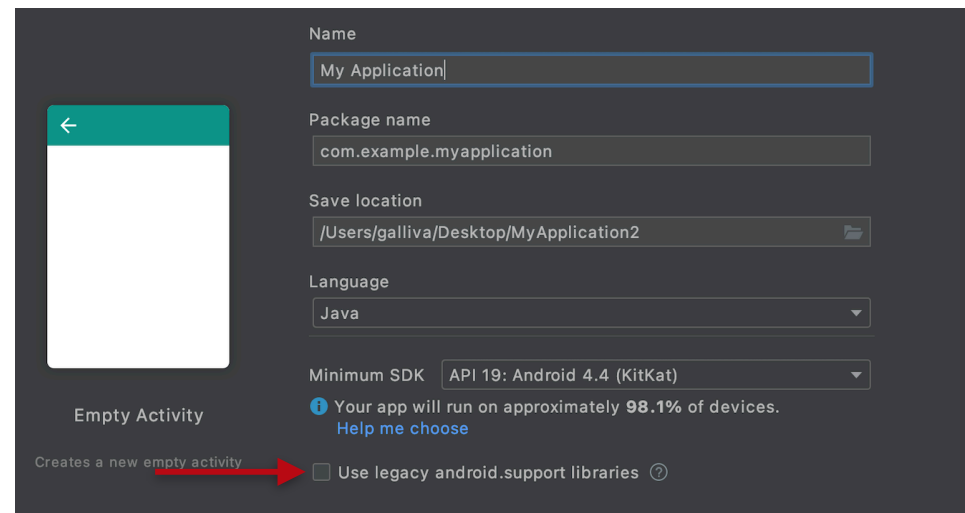 Name
My Application
Package name
com.example.myapplication
Save location
/Users/galliva/Desktop/MyApplication2
Language
Java
Minimum SDK API 19: Android 4.4 (KitKat)
i Your app will run on approximately 98.1% of devices.
Help me choose
Use legacy android.support libraries ?
Empty Activity
Creates a new empty activity